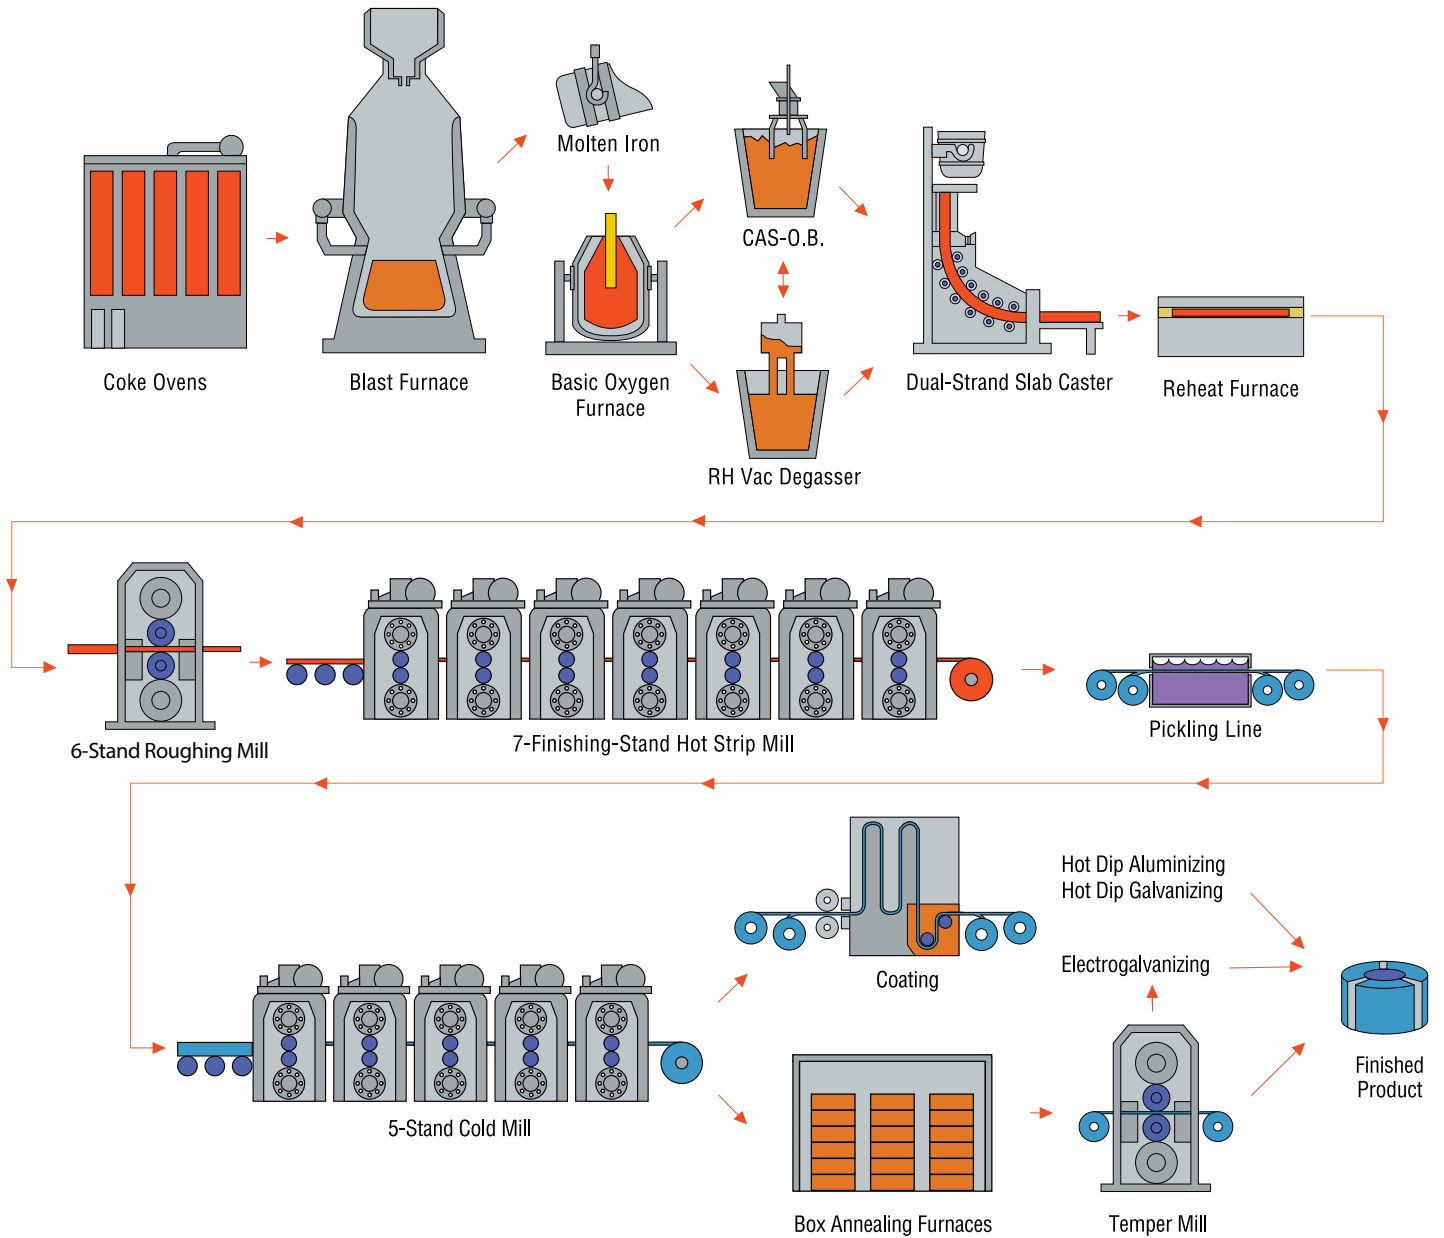 Molten Iron
CAS-O.B.
Coke Ovens
Blast Furnace
Basic Oxygen
Furnace
RH Vac Degasser
Dual-Strand Slab Caster
Reheat Furnace
6-Stand Roughing Mill
7-Finishing-Stand Hot Strip Mill
Pickling Line
Hot Dip Aluminizing
Hot Dip Galvanizing
Coating
Electrogalvanizing
Finished
Product
5-Stand Cold Mill
Box Annealing Furnaces
Temper Mill